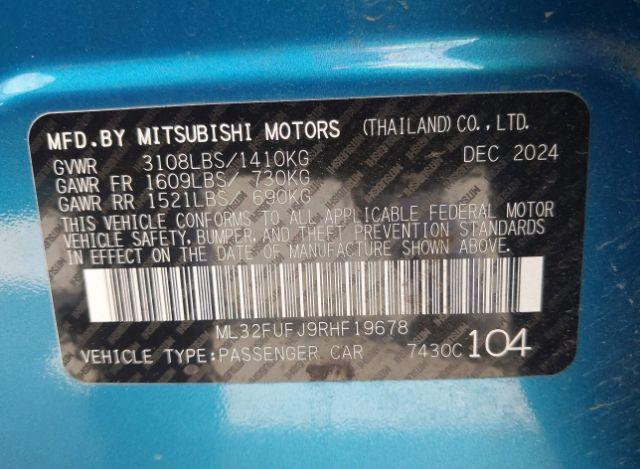 MFD.BY MITSUBISHI MOTORS (THAILAND) CO.,LTD.
GVWR 3108LBS/1410KG DEC 2024
GAWR FR 1609LBS/ 730KG
GAWR RR 1521LBS/ 690KG
THIS VEHICLE CONFORMS TO ALL APPLICABLE FEDERAL MOTOR
VEHICLE SAFETY, BUMPER, AND THEFT PREVENTION STANDARDS
IN EFFECT ON THE DATE OF MANUFACTURE SHOWN ABOVE.
ML32FUFJ9RHF19678
VEHICLE TYPE:PASSENGER CAR 7430C 104